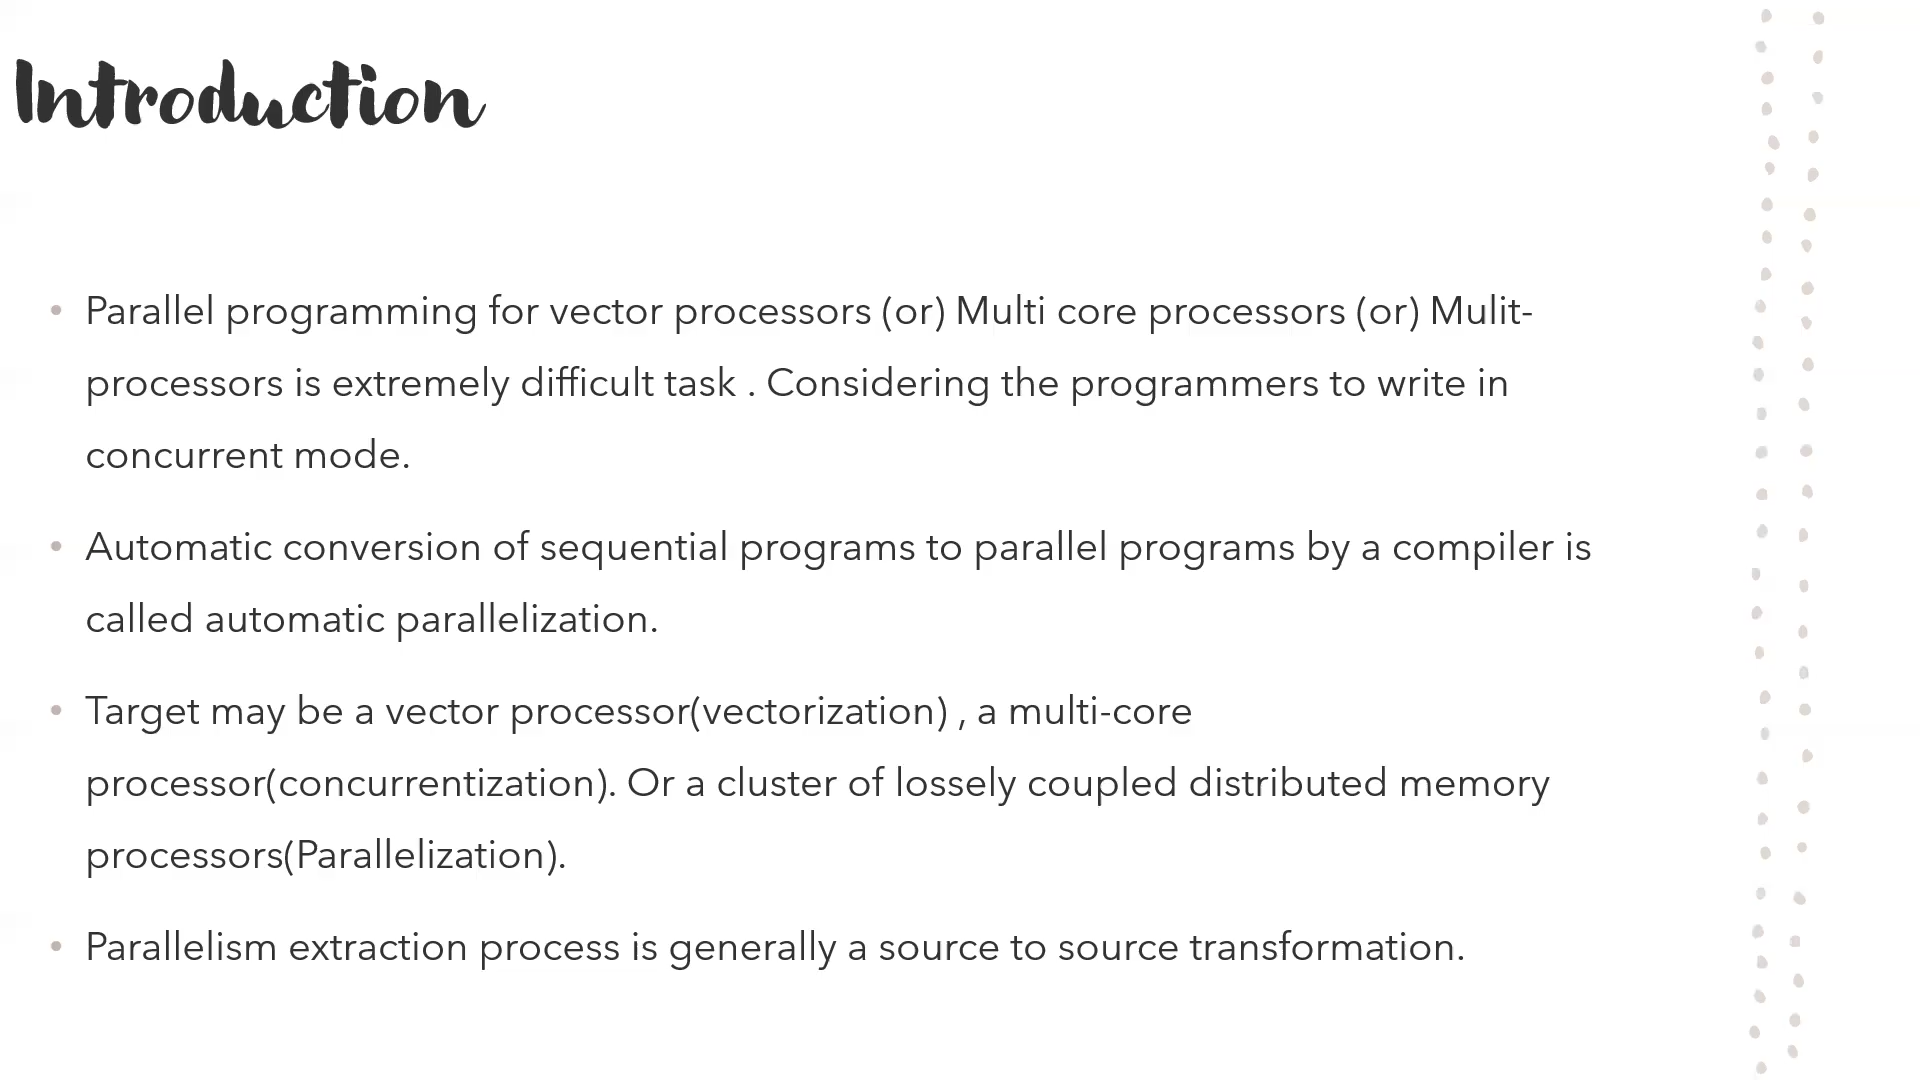 Introduction
• Parallel programming for vector processors (or) Multi core processors (or) Mulit-
processors is extremely difficult task . Considering the programmers to write in
concurrent mode.
• Automatic conversion of sequential programs to parallel programs by a compiler is
called automatic parallelization.
• Target may be a vector processor(vectorization) , a multi-core
processor(concurrentization). Or a cluster of lossely coupled distributed memory
processors(Parallelization).
• Parallelism extraction process is generally a source to source transformation.